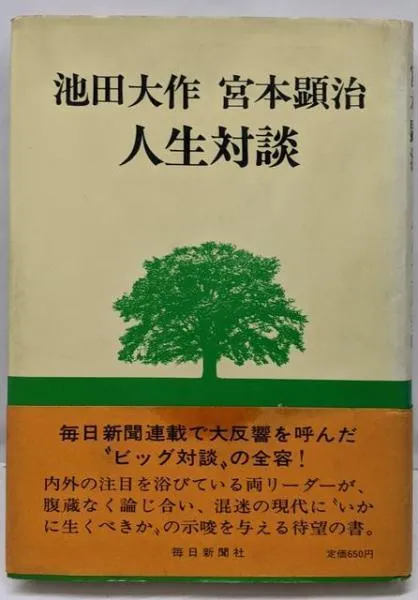 池田大作 宮本顕治
人生対談
毎日新聞連載で大反響を呼んだ
〝ビッグ対談〟の全容！
内外の注目を浴びている両リーダーが、
腹蔵なく論じ合い、混迷の現代に〝いか
に生くべきか〟の示唆を与える待望の書。
毎日新聞社
定価650円